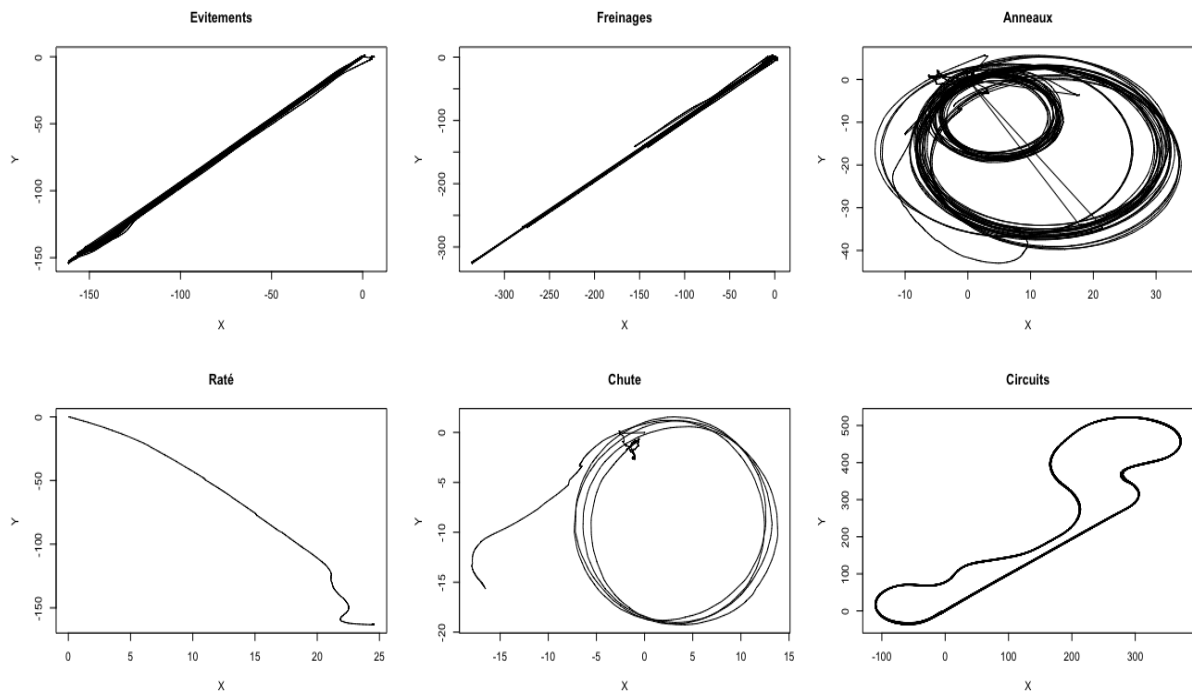 Evitements
Y
0
-50
-100
-150
-150 -100 -50 0
X
Freinages
Y
0
-100
-200
-300
-300 -250 -200 -150 -100 -50 0
X
Anneaux
Y
0
-10
-20
-30
-40
-10 0 10 20 30
X
Raté
Y
0
-50
-100
-150
0 5 10 15 20 25
X
Chute
Y
0
-5
-10
-15
-20
-15 -10 -5 0 5 10 15
X
Circuits
Y
500
400
300
200
100
0
-100 0 100 200 300
X